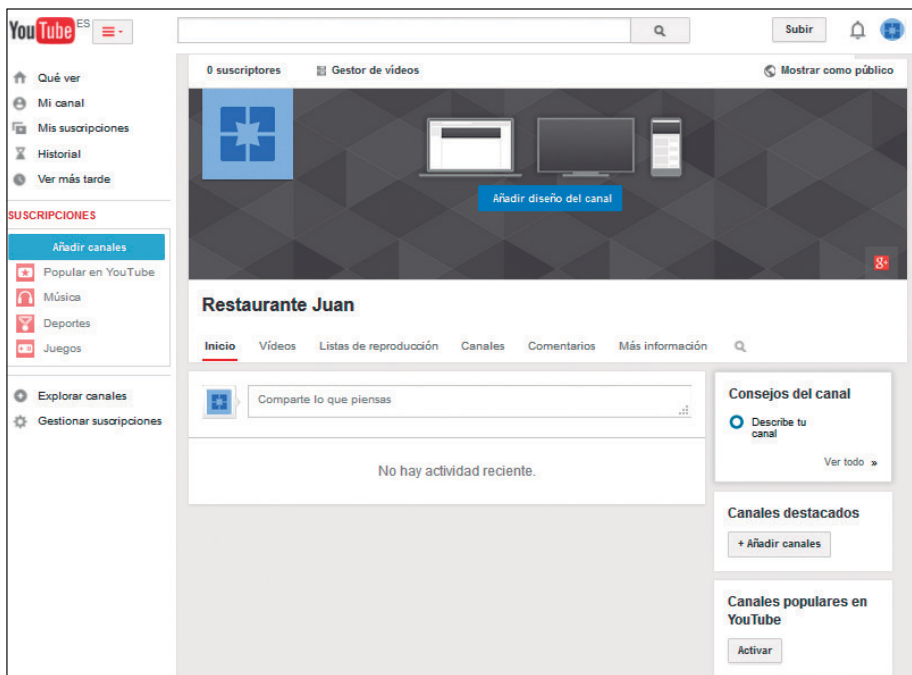 YouTube ES
Subir
Qué ver
Mi canal
Mis suscripciones
Historial
Ver más tarde
SUSCRIPCIONES
Añadir canales
Popular en YouTube
Música
Deportes
Juegos
Explorar canales
Gestionar suscripciones
0 suscriptores Gestor de vídeos Mostrar como público
Añadir diseño del canal
g+
Restaurante Juan
Inicio Vídeos Listas de reproducción Canales Comentarios Más información
Comparte lo que piensas
No hay actividad reciente.
Consejos del canal
Describe tu
canal
Ver todo »
Canales destacados
+ Añadir canales
Canales populares en
YouTube
Activar